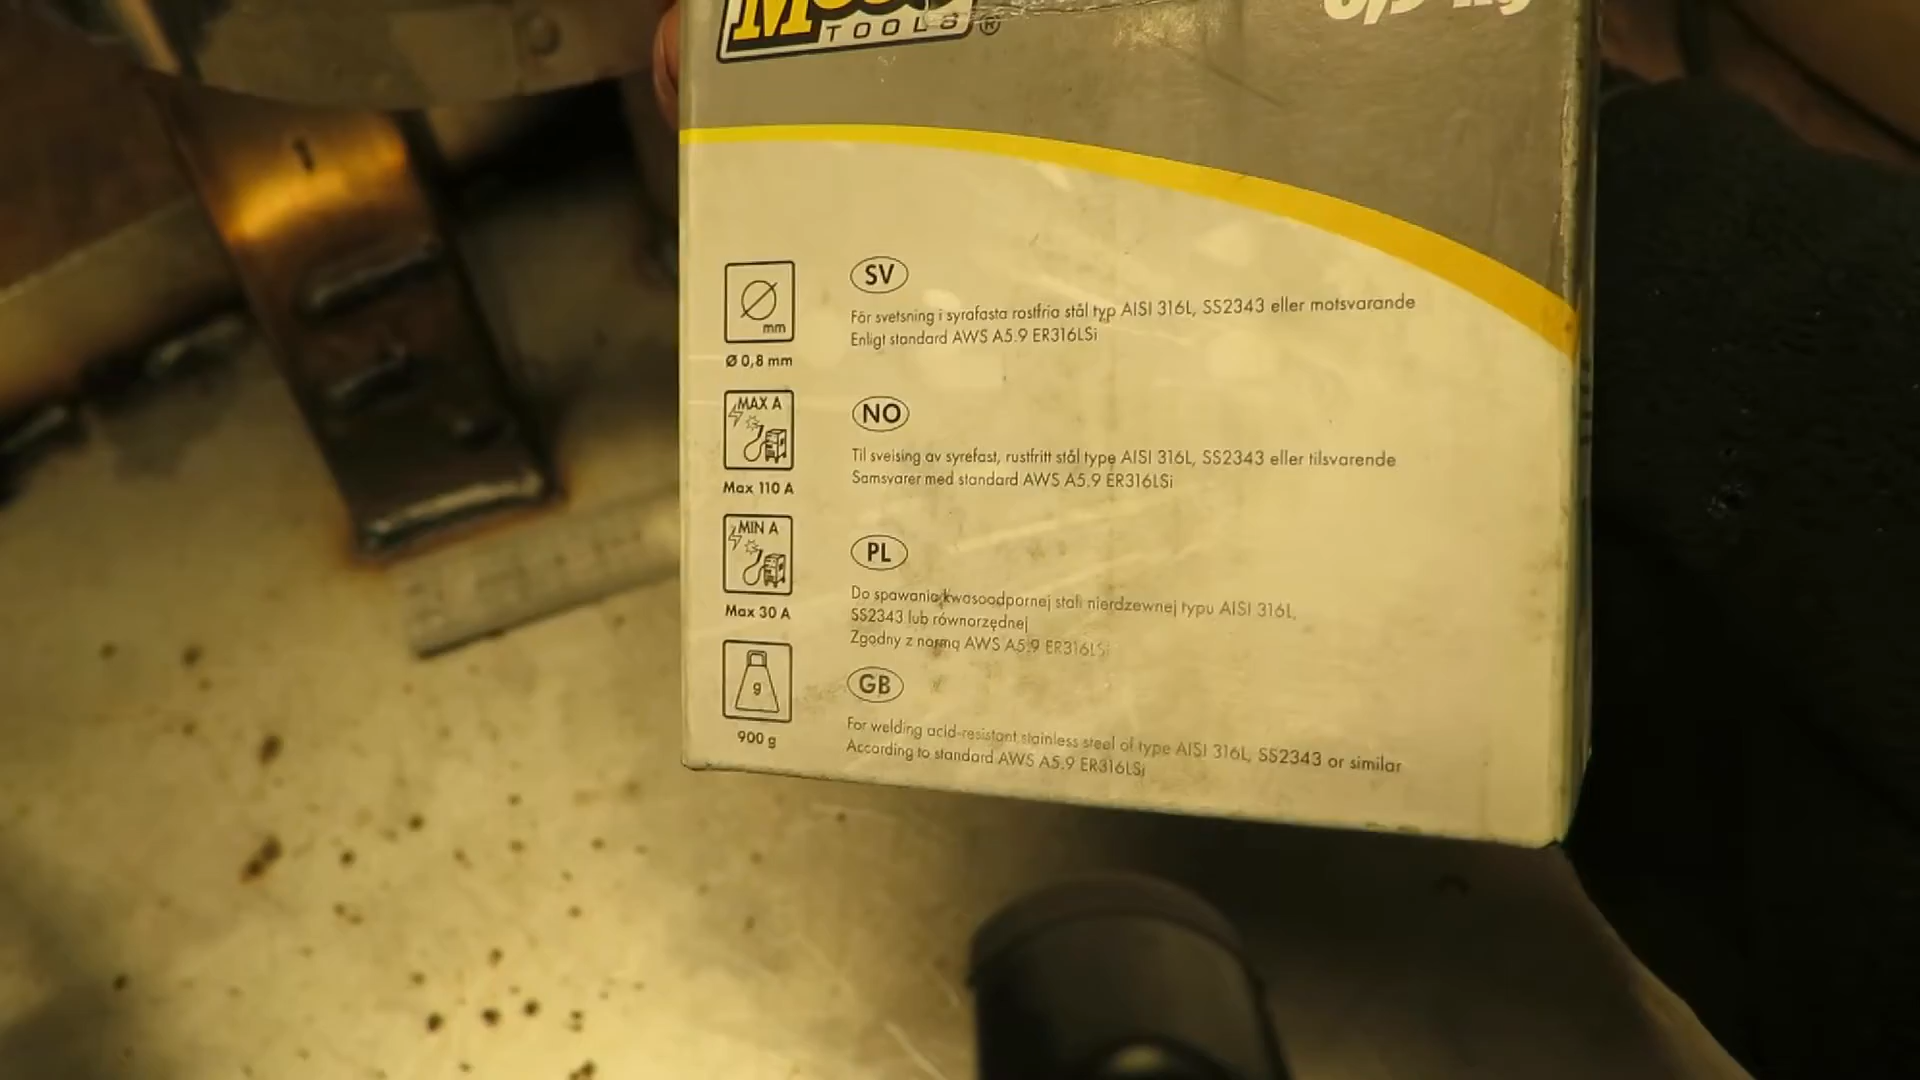 TOOLS®
1
SV
För svetsning i syrafasta rostfria stål typ AISI 316L, SS2343 eller motsvarande
Enligt standard AWS A5.9 ER316LSi
mm
Ø 0,8 mm
MAX A
Max 110 A
NO
Til sveising av syrefast, rustfritt stål type AISI 316L, SS2343 eller tilsvarende
Samsvarer med standard AWS A5.9 ER316LSi
MIN A
Max 30 A
PL
Do spawania kwasoodpornej stali nierdzewnej typu AISI 316L,
SS2343 lub równorzędnej
Zgodny z normą AWS A5.9 ER316LSi
g
900 g
GB
For welding acid-resistant stainless steel of type AISI 316L, SS2343 or similar
According to standard AWS A5.9 ER316LSi